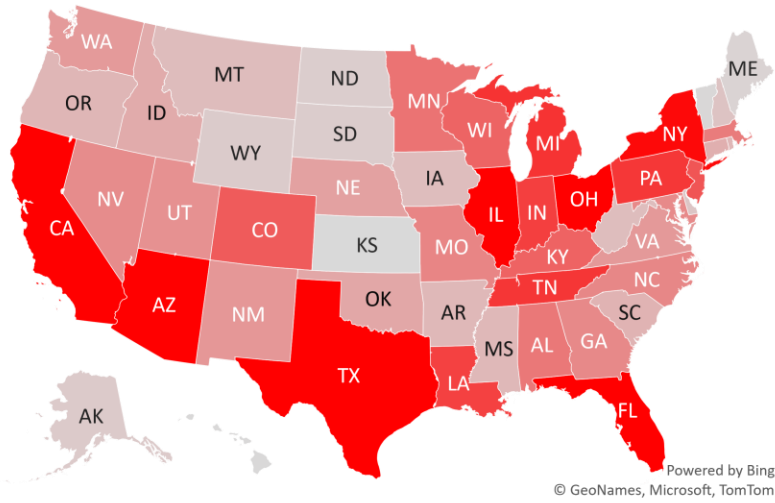 WA
MT
ND
ME
OR
ID
MN
SD
WI
MI
NY
WY
IA
PA
NE
NV
UT
CO
IL
IN
OH
CA
KS
MO
KY
VA
NC
TN
AZ
NM
OK
AR
SC
MS
AL
GA
TX
LA
AK
FL
Powered by Bing
© GeoNames, Microsoft, TomTom